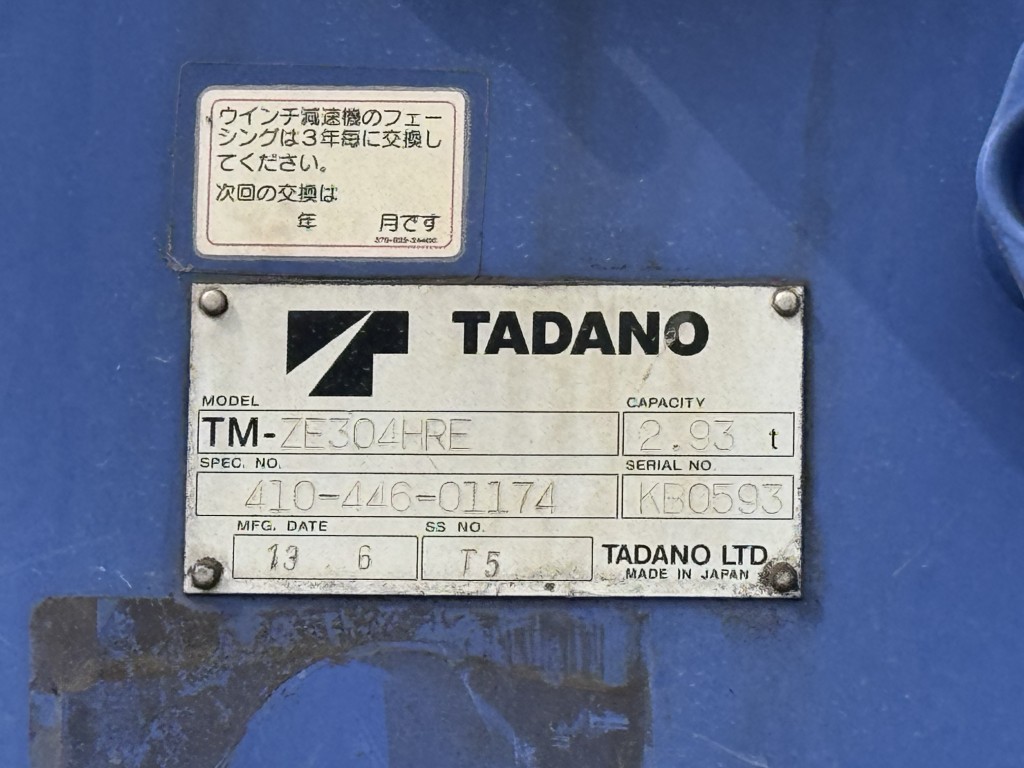 ウインチ減速機のフェー
シングは3年毎に交換し
てください。
次回の交換は
年 月です
TADANO
MODEL
TM-ZE304HRE
CAPACITY
2.93 t
SPEC. NO.
410-446-01174
SERIAL NO.
KB0593
MFG. DATE
13 6
SS NO.
T5
TADANO LTD.
MADE IN JAPAN